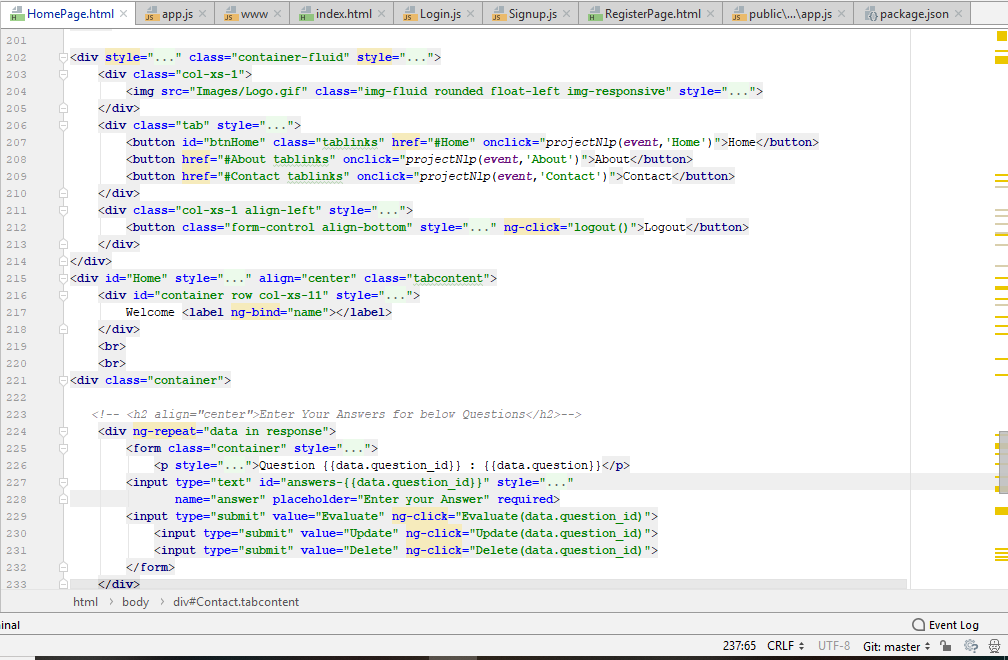 HomePage.html app.js www index.html Login.js Signup.js RegisterPage.html public\...\app.js package.json
201
202 <div style="..." class="container-fluid" style="...">
203 <div class="col-xs-1">
204 <img src="Images/Logo.gif" class="img-fluid rounded float-left img-responsive" style="...">
205 </div>
206 <div class="tab" style="...">
207 <button id="btnHome" class="tablinks" href="#Home" onclick="projectNlp(event,'Home')">Home</button>
208 <button href="#About tablinks" onclick="projectNlp(event,'About')">About</button>
209 <button href="#Contact tablinks" onclick="projectNlp(event,'Contact')">Contact</button>
210 </div>
211 <div class="col-xs-1 align-left" style="...">
212 <button class="form-control align-bottom" style="..." ng-click="logout()">Logout</button>
213 </div>
214 </div>
215 <div id="Home" style="..." align="center" class="tabcontent">
216 <div id="container row col-xs-11" style="...">
217 Welcome <label ng-bind="name"></label>
218 </div>
219 <br>
220 <br>
221 <div class="container">
222
223 <!-- <h2 align="center">Enter Your Answers for below Questions</h2>-->
224 <div ng-repeat="data in response">
225 <form class="container" style="...">
226 <p style="...">Question {{data.question_id}} : {{data.question}}</p>
227 <input type="text" id="answers-{{data.question_id}}" style="..."
228 name="answer" placeholder="Enter your Answer" required>
229 <input type="submit" value="Evaluate" ng-click="Evaluate(data.question_id)">
230 <input type="submit" value="Update" ng-click="Update(data.question_id)">
231 <input type="submit" value="Delete" ng-click="Delete(data.question_id)">
232 </form>
233 </div>
html › body › div#Contact.tabcontent
inal Event Log
237:65 CRLF UTF-8 Git: master